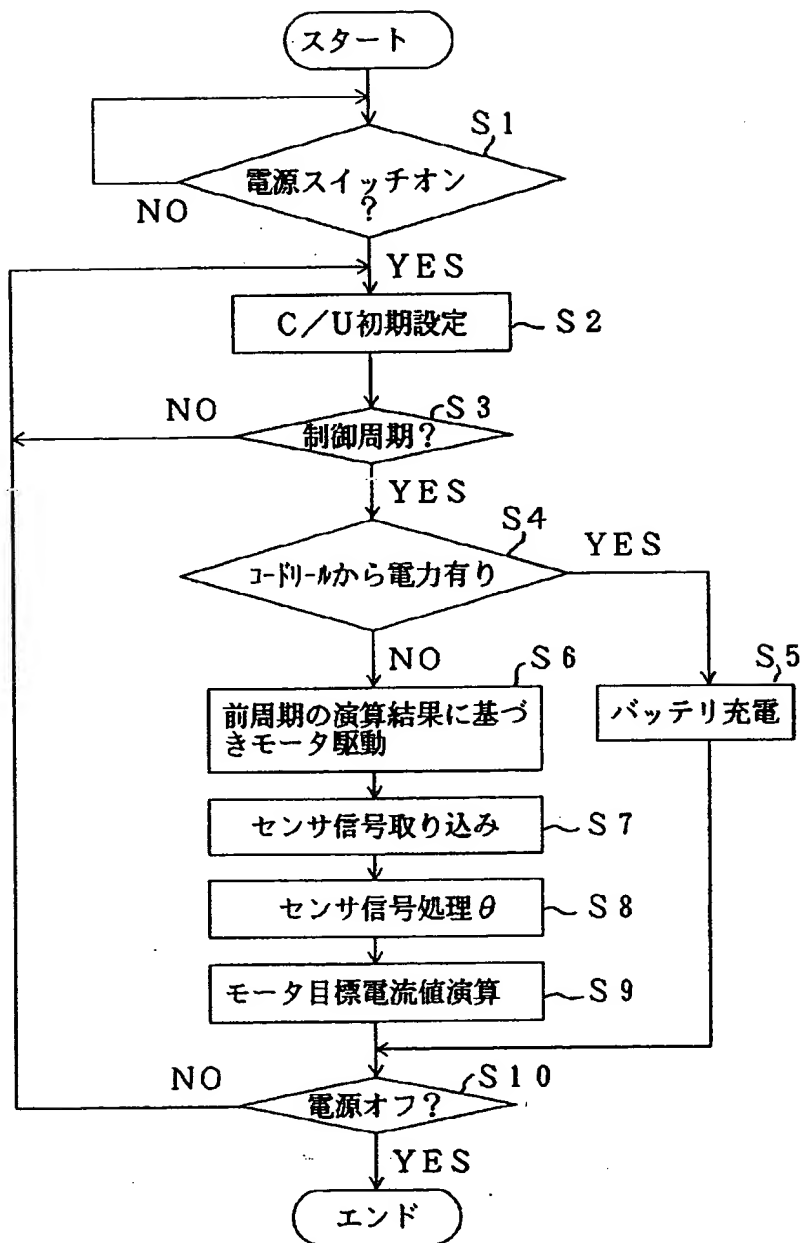 スタート
S1
電源スイッチオン
?
NO
YES
C/U初期設定
S2
NO
S3
制御周期?
YES
S4
YES
コードリールから電力有り
NO
S6
S5
前周期の演算結果に基づ
きモータ駆動
バッテリ充電
センサ信号取り込み
S7
センサ信号処理θ
S8
モータ目標電流値演算
S9
NO
S10
電源オフ?
YES
エンド